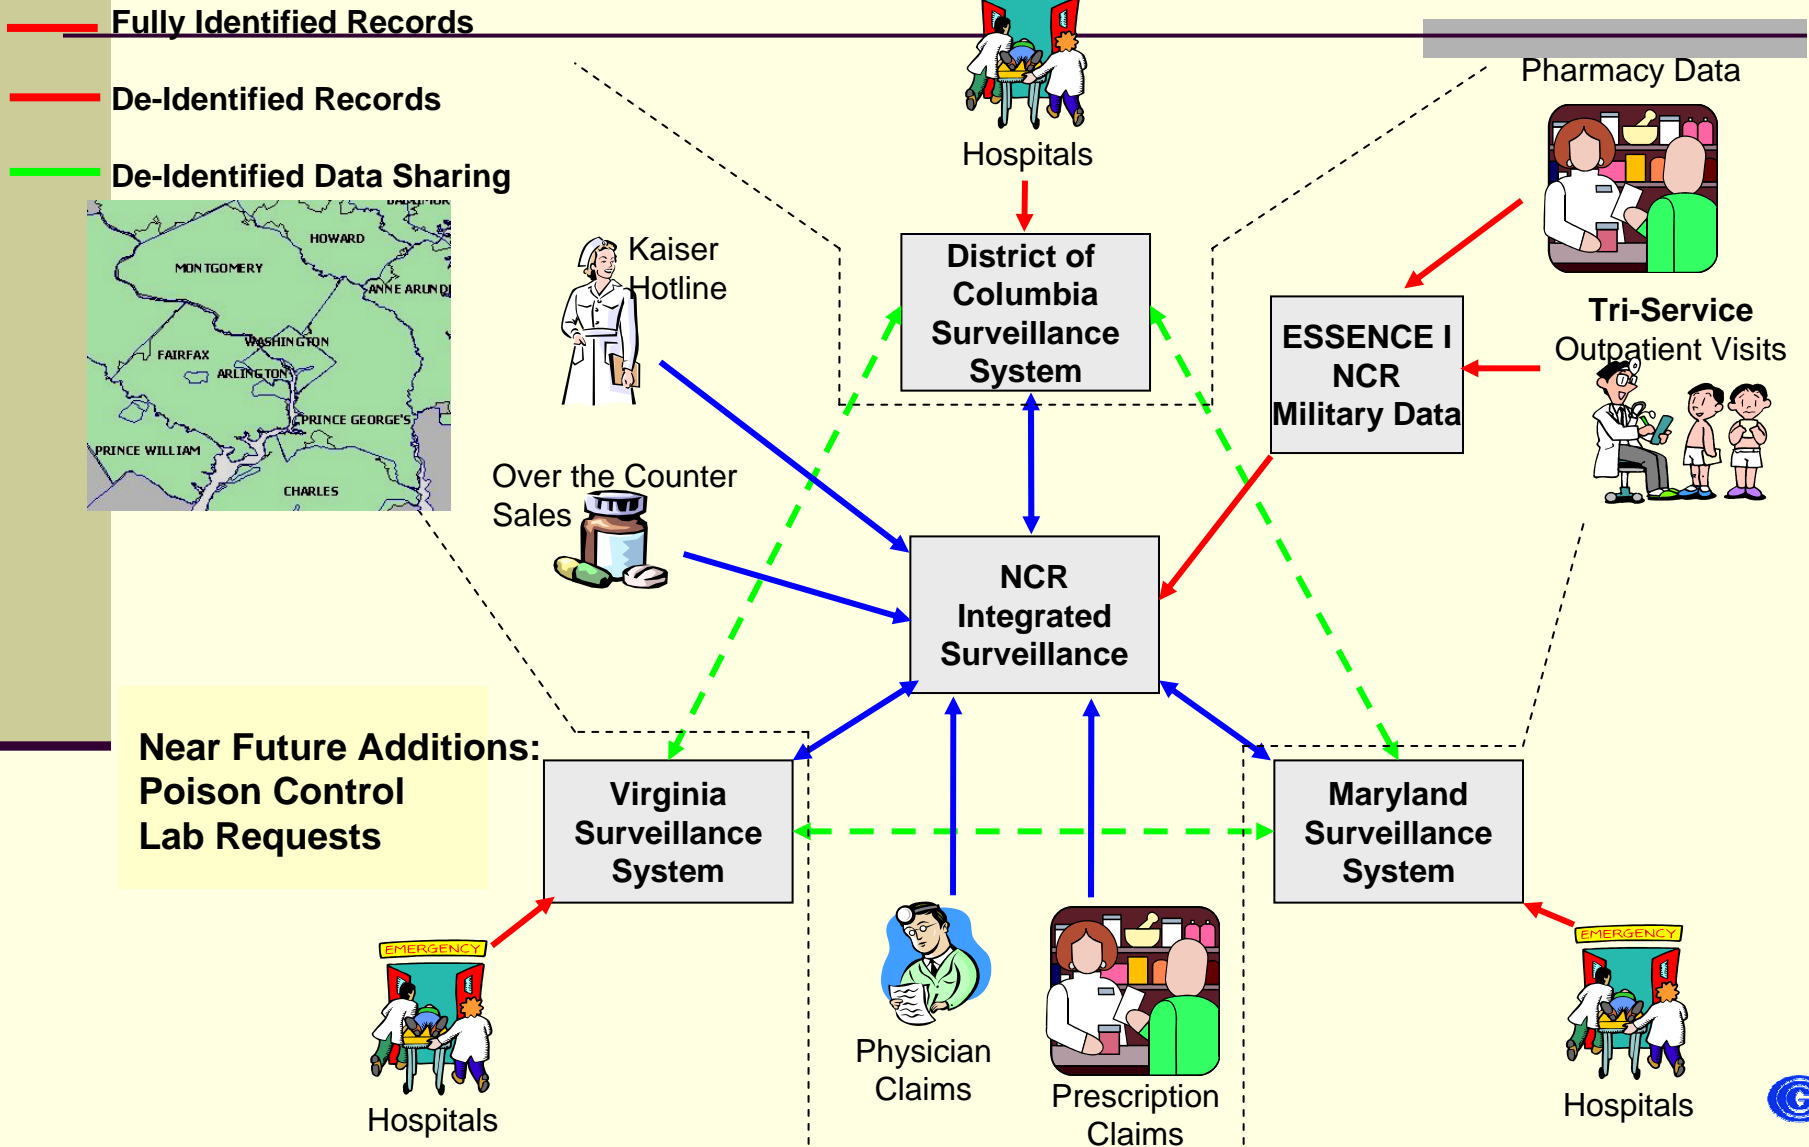 Fully Identified Records
De-Identified Records
De-Identified Data Sharing
HOWARD
MONTGOMERY
ANNE ARUND
WASHINGTON
FAIRFAX
ARLINGTON
PRINCE GEORGE'S
PRINCE WILLIAM
CHARLES
Hospitals
Kaiser
Hotline
Over the Counter
Sales
District of
Columbia
Surveillance
System
Pharmacy Data
Tri-Service
Outpatient Visits
ESSENCE I
NCR
Military Data
NCR
Integrated
Surveillance
Near Future Additions:
Poison Control
Lab Requests
Virginia
Surveillance
System
Maryland
Surveillance
System
EMERGENCY
Hospitals
Physician
Claims
Prescription
Claims
EMERGENCY
Hospitals
G